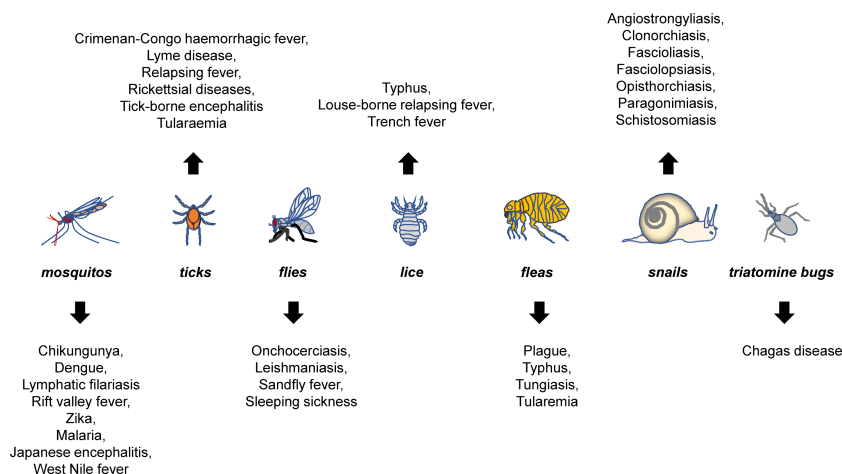 Crimenan-Congo haemorrhagic fever,
Lyme disease,
Relapsing fever,
Rickettsial diseases,
Tick-borne encephalitis
Tularaemia
Typhus,
Louse-borne relapsing fever,
Trench fever
Angiostrongyliasis,
Clonorchiasis,
Fascioliasis,
Fasciolopsiasis,
Opisthorchiasis,
Paragonimiasis,
Schistosomiasis
mosquitos
ticks
flies
lice
fleas
snails
triatomine bugs
Chikungunya,
Dengue,
Lymphatic filariasis
Rift valley fever,
Zika,
Malaria,
Japanese encephalitis,
West Nile fever
Onchocerciasis,
Leishmaniasis,
Sandfly fever,
Sleeping sickness
Plague,
Typhus,
Tungiasis,
Tularemia
Chagas disease